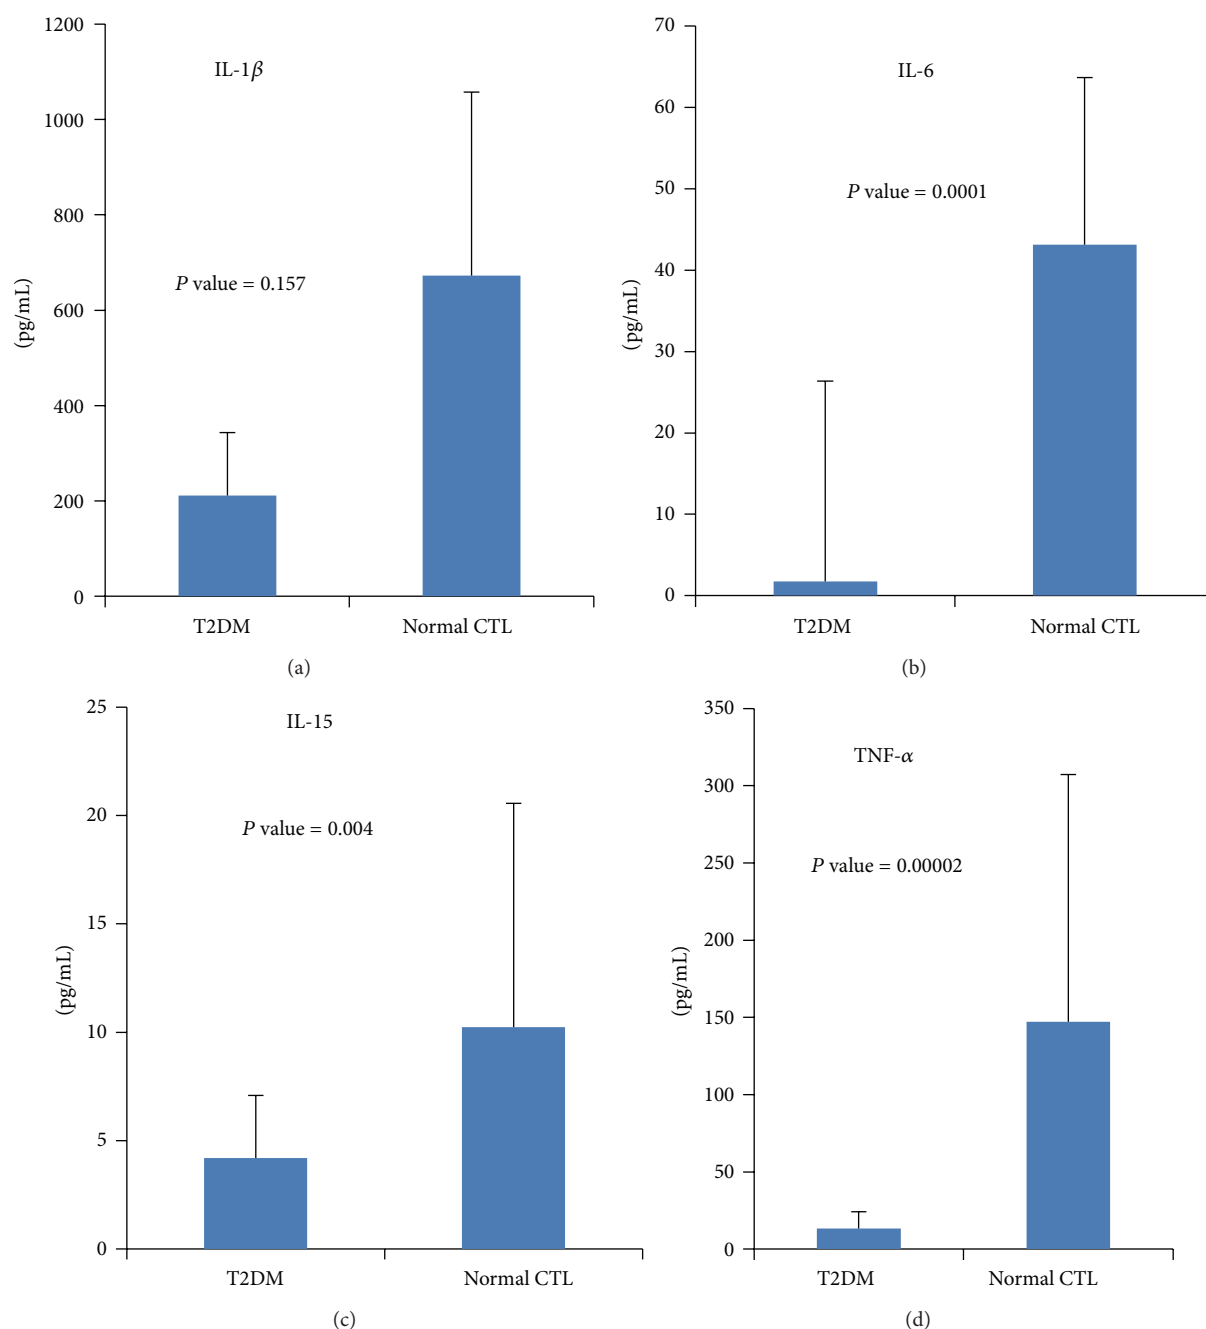 1200
1000
800
600
400
200
0
(pg/mL)
IL-1β
P value = 0.157
T2DM
Normal CTL
(a)
70
60
50
40
30
20
10
0
(pg/mL)
IL-6
P value = 0.0001
T2DM
Normal CTL
(b)
25
20
15
10
5
0
(pg/mL)
IL-15
P value = 0.004
T2DM
Normal CTL
(c)
350
300
250
200
150
100
50
0
(pg/mL)
TNF-α
P value = 0.00002
T2DM
Normal CTL
(d)